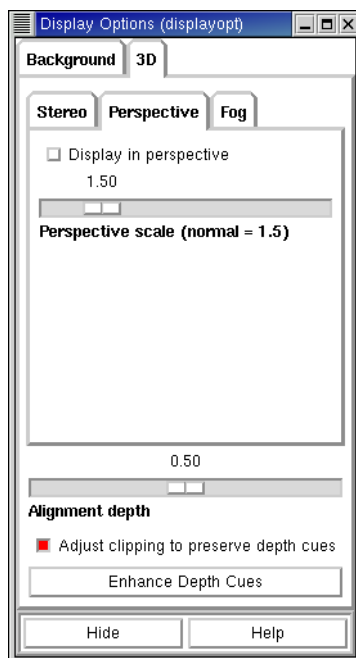 Display Options (displayopt)
Background 3D
Stereo Perspective Fog
Display in perspective
1.50
Perspective scale (normal = 1.5)
0.50
Alignment depth
Adjust clipping to preserve depth cues
Enhance Depth Cues
Hide Help